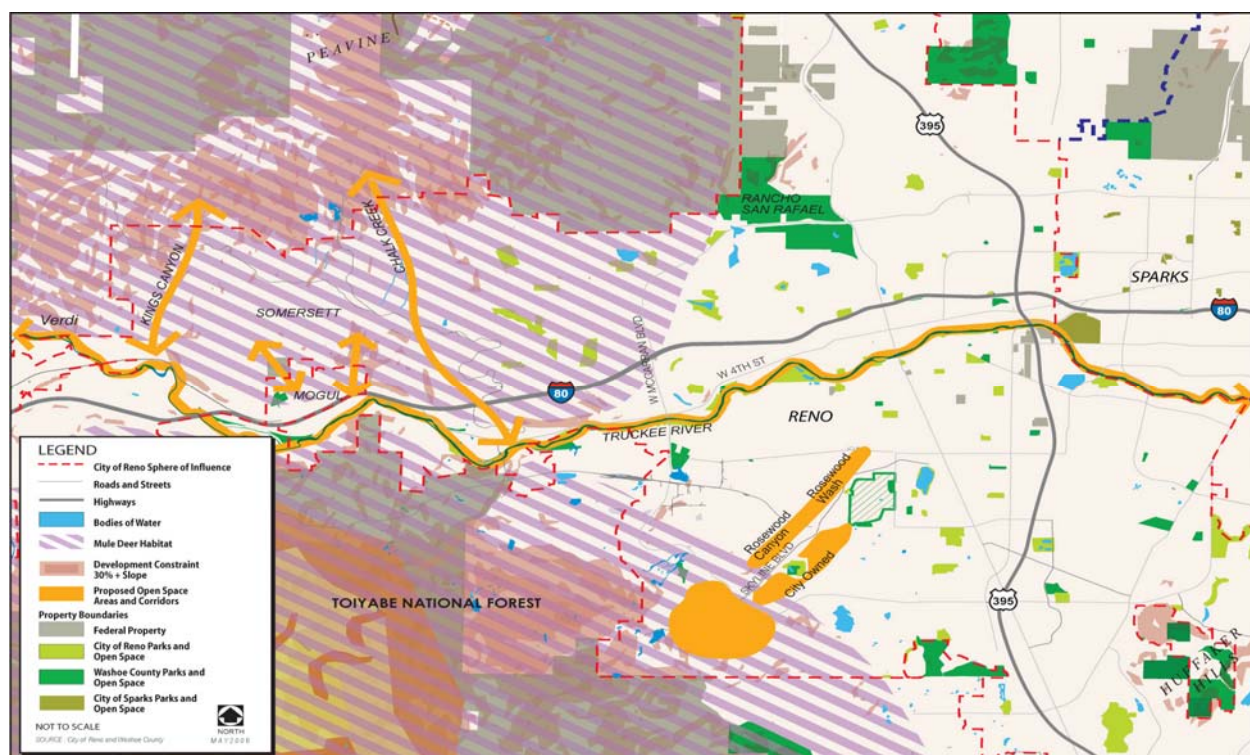 PEAVINE
395
RANCHO
SAN RAFAEL
KINGS CANYON
CHALK CREEK
SPARKS
80
Verdi
SOMERSETT
MOGUL
80
W MCCARRAN BLVD
W 4TH ST
RENO
TRUCKEE RIVER
Rosewood
Wash
Rosewood
Canyon
SKYLINE BLVD
City Owned
TOIYABE NATIONAL FOREST
395
HUFFAKER
HILLS
LEGEND
City of Reno Sphere of Influence
Roads and Streets
Highways
Bodies of Water
Mule Deer Habitat
Development Constraint
30% + Slope
Proposed Open Space
Areas and Corridors
Property Boundaries
Federal Property
City of Reno Parks and
Open Space
Washoe County Parks and
Open Space
City of Sparks Parks and
Open Space
NOT TO SCALE
SOURCE : City of Reno and Washoe County
NORTH
MAY 2006